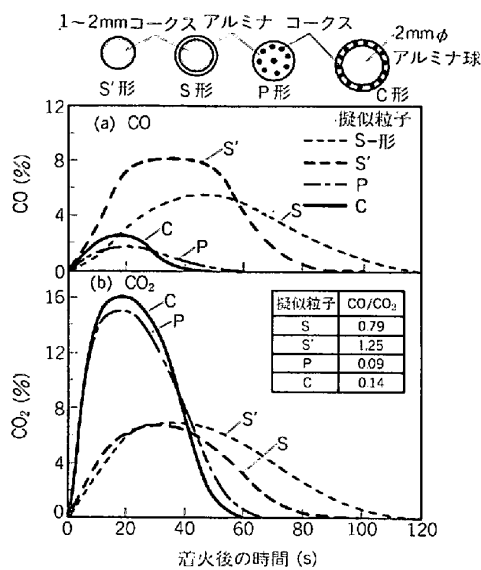 1~2mmコークス アルミナ コークス
2mmφ
アルミナ球
S'形 S形 P形 C形
(a) CO
擬似粒子
S-形
S'
P
C
S'
S
C
P
CO (%)
12
8
4
0
(b) CO₂
C
P
S'
S
擬似粒子 CO/CO₂
S 0.79
S' 1.25
P 0.09
C 0.14
CO₂ (%)
16
12
8
4
0
0 20 40 60 80 100 120
着火後の時間 (s)